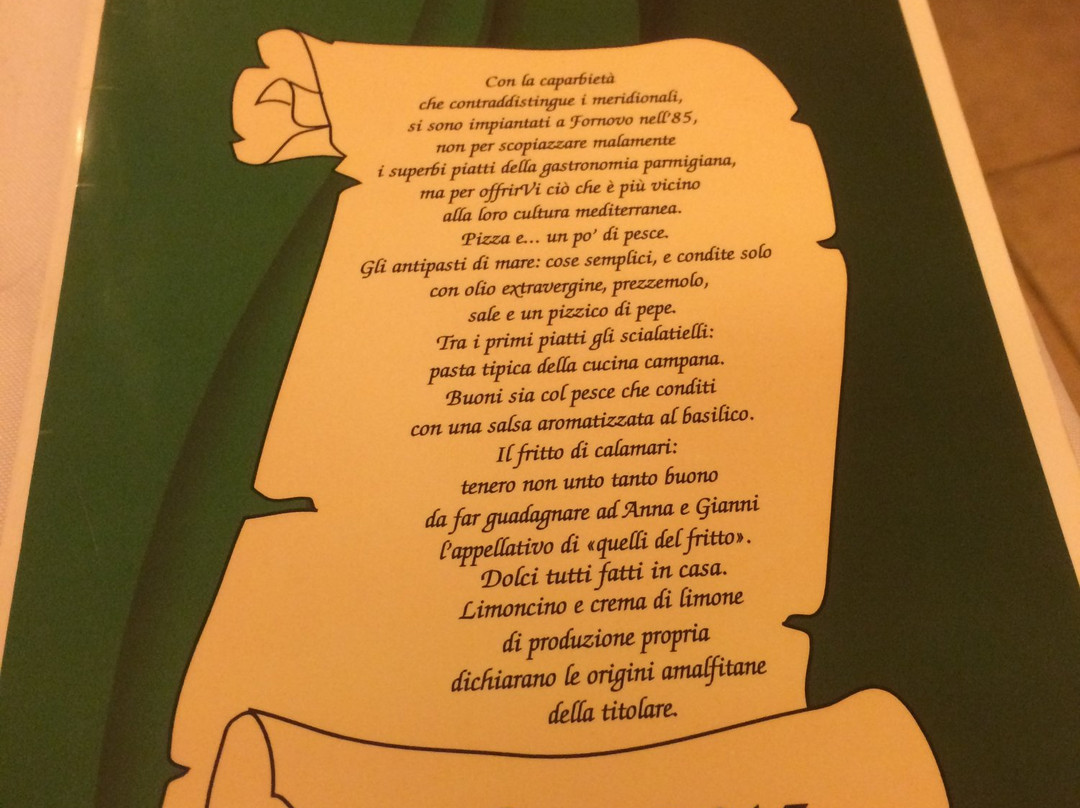 Con la caparbietà
che contraddistingue i meridionali,
si sono impiantati a Fornovo nell'85,
non per scopiazzare malamente
i superbi piatti della gastronomia parmigiana,
ma per offrirVi ciò che è più vicino
alla loro cultura mediterranea.
Pizza e... un po' di pesce.
Gli antipasti di mare: cose semplici, e condite solo
con olio extravergine, prezzemolo,
sale e un pizzico di pepe.
Tra i primi piatti gli scialatielli:
pasta tipica della cucina campana.
Buoni sia col pesce che conditi
con una salsa aromatizzata al basilico.
Il fritto di calamari:
tenero non unto tanto buono
da far guadagnare ad Anna e Gianni
l'appellativo di «quelli del fritto».
Dolci tutti fatti in casa.
Limoncino e crema di limone
di produzione propria
dichiarano le origini amalfitane
della titolare.